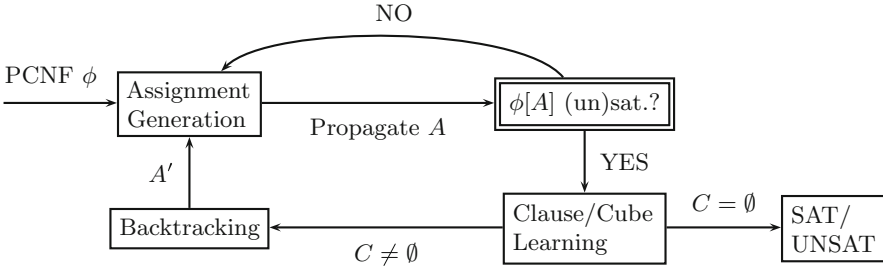 NO
PCNF ϕ
Assignment
Generation
Propagate A
ϕ[A] (un)sat.?
YES
A′
Backtracking
C ≠ ∅
Clause/Cube
Learning
C = ∅
SAT/
UNSAT